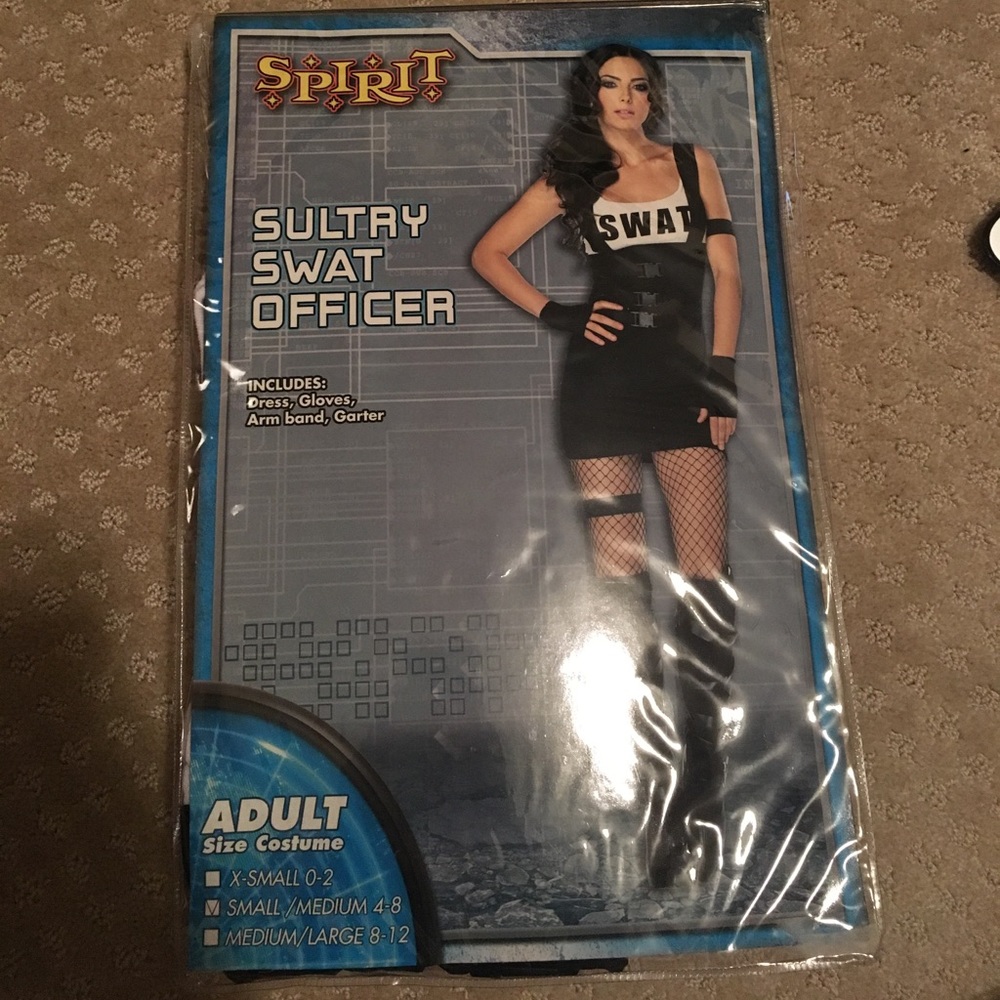 SPIRIT
SULTRY
SWAT
OFFICER
SWAT
INCLUDES:
Dress, Gloves,
Arm band, Garter
ADULT
Size Costume
X-SMALL 0-2
SMALL /MEDIUM 4-8
MEDIUM/LARGE 8-12